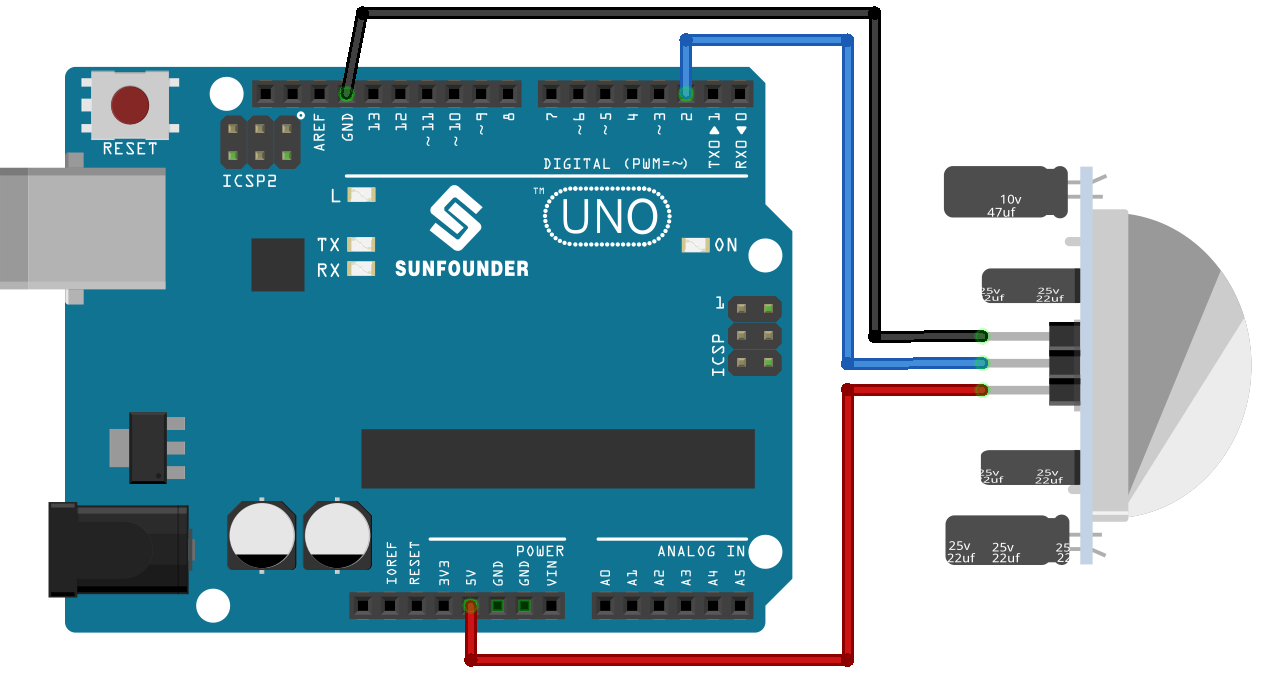 RESET
ICSP2
AREF
GND
13
12
~11
~10
~9
8
7
~6
~5
4
~3
2
TX0▶1
RX0◀0
DIGITAL (PWM=~)
L
TX
RX
SUNFOUNDER
™
UNO
ON
1
ICSP
10v
47uf
25v 25v
22uf 22uf
25v 25v
22uf 22uf
25v 25v 25
22uf 22uf 22
POWER
ANALOG IN
IOREF
RESET
3V3
5V
GND
GND
VIN
A0
A1
A2
A3
A4
A5